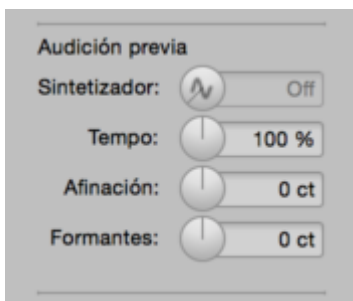 Audición previa
Sintetizador: Off
Tempo: 100 %
Afinación: 0 ct
Formantes: 0 ct